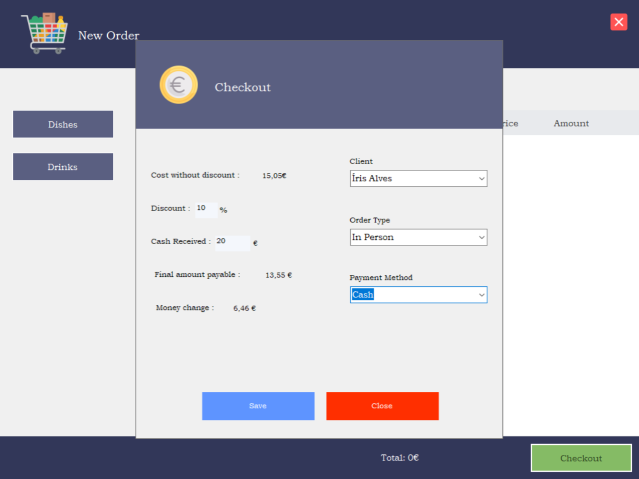 New Order
Checkout
Dishes
Drinks
rice Amount
Cost without discount : 15,05€
Discount : 10 %
Cash Received : 20 €
Final amount payable : 13,55 €
Money change : 6,46 €
Client
Íris Alves
Order Type
In Person
Payment Method
Cash
Save Close
Total: 0€
Checkout